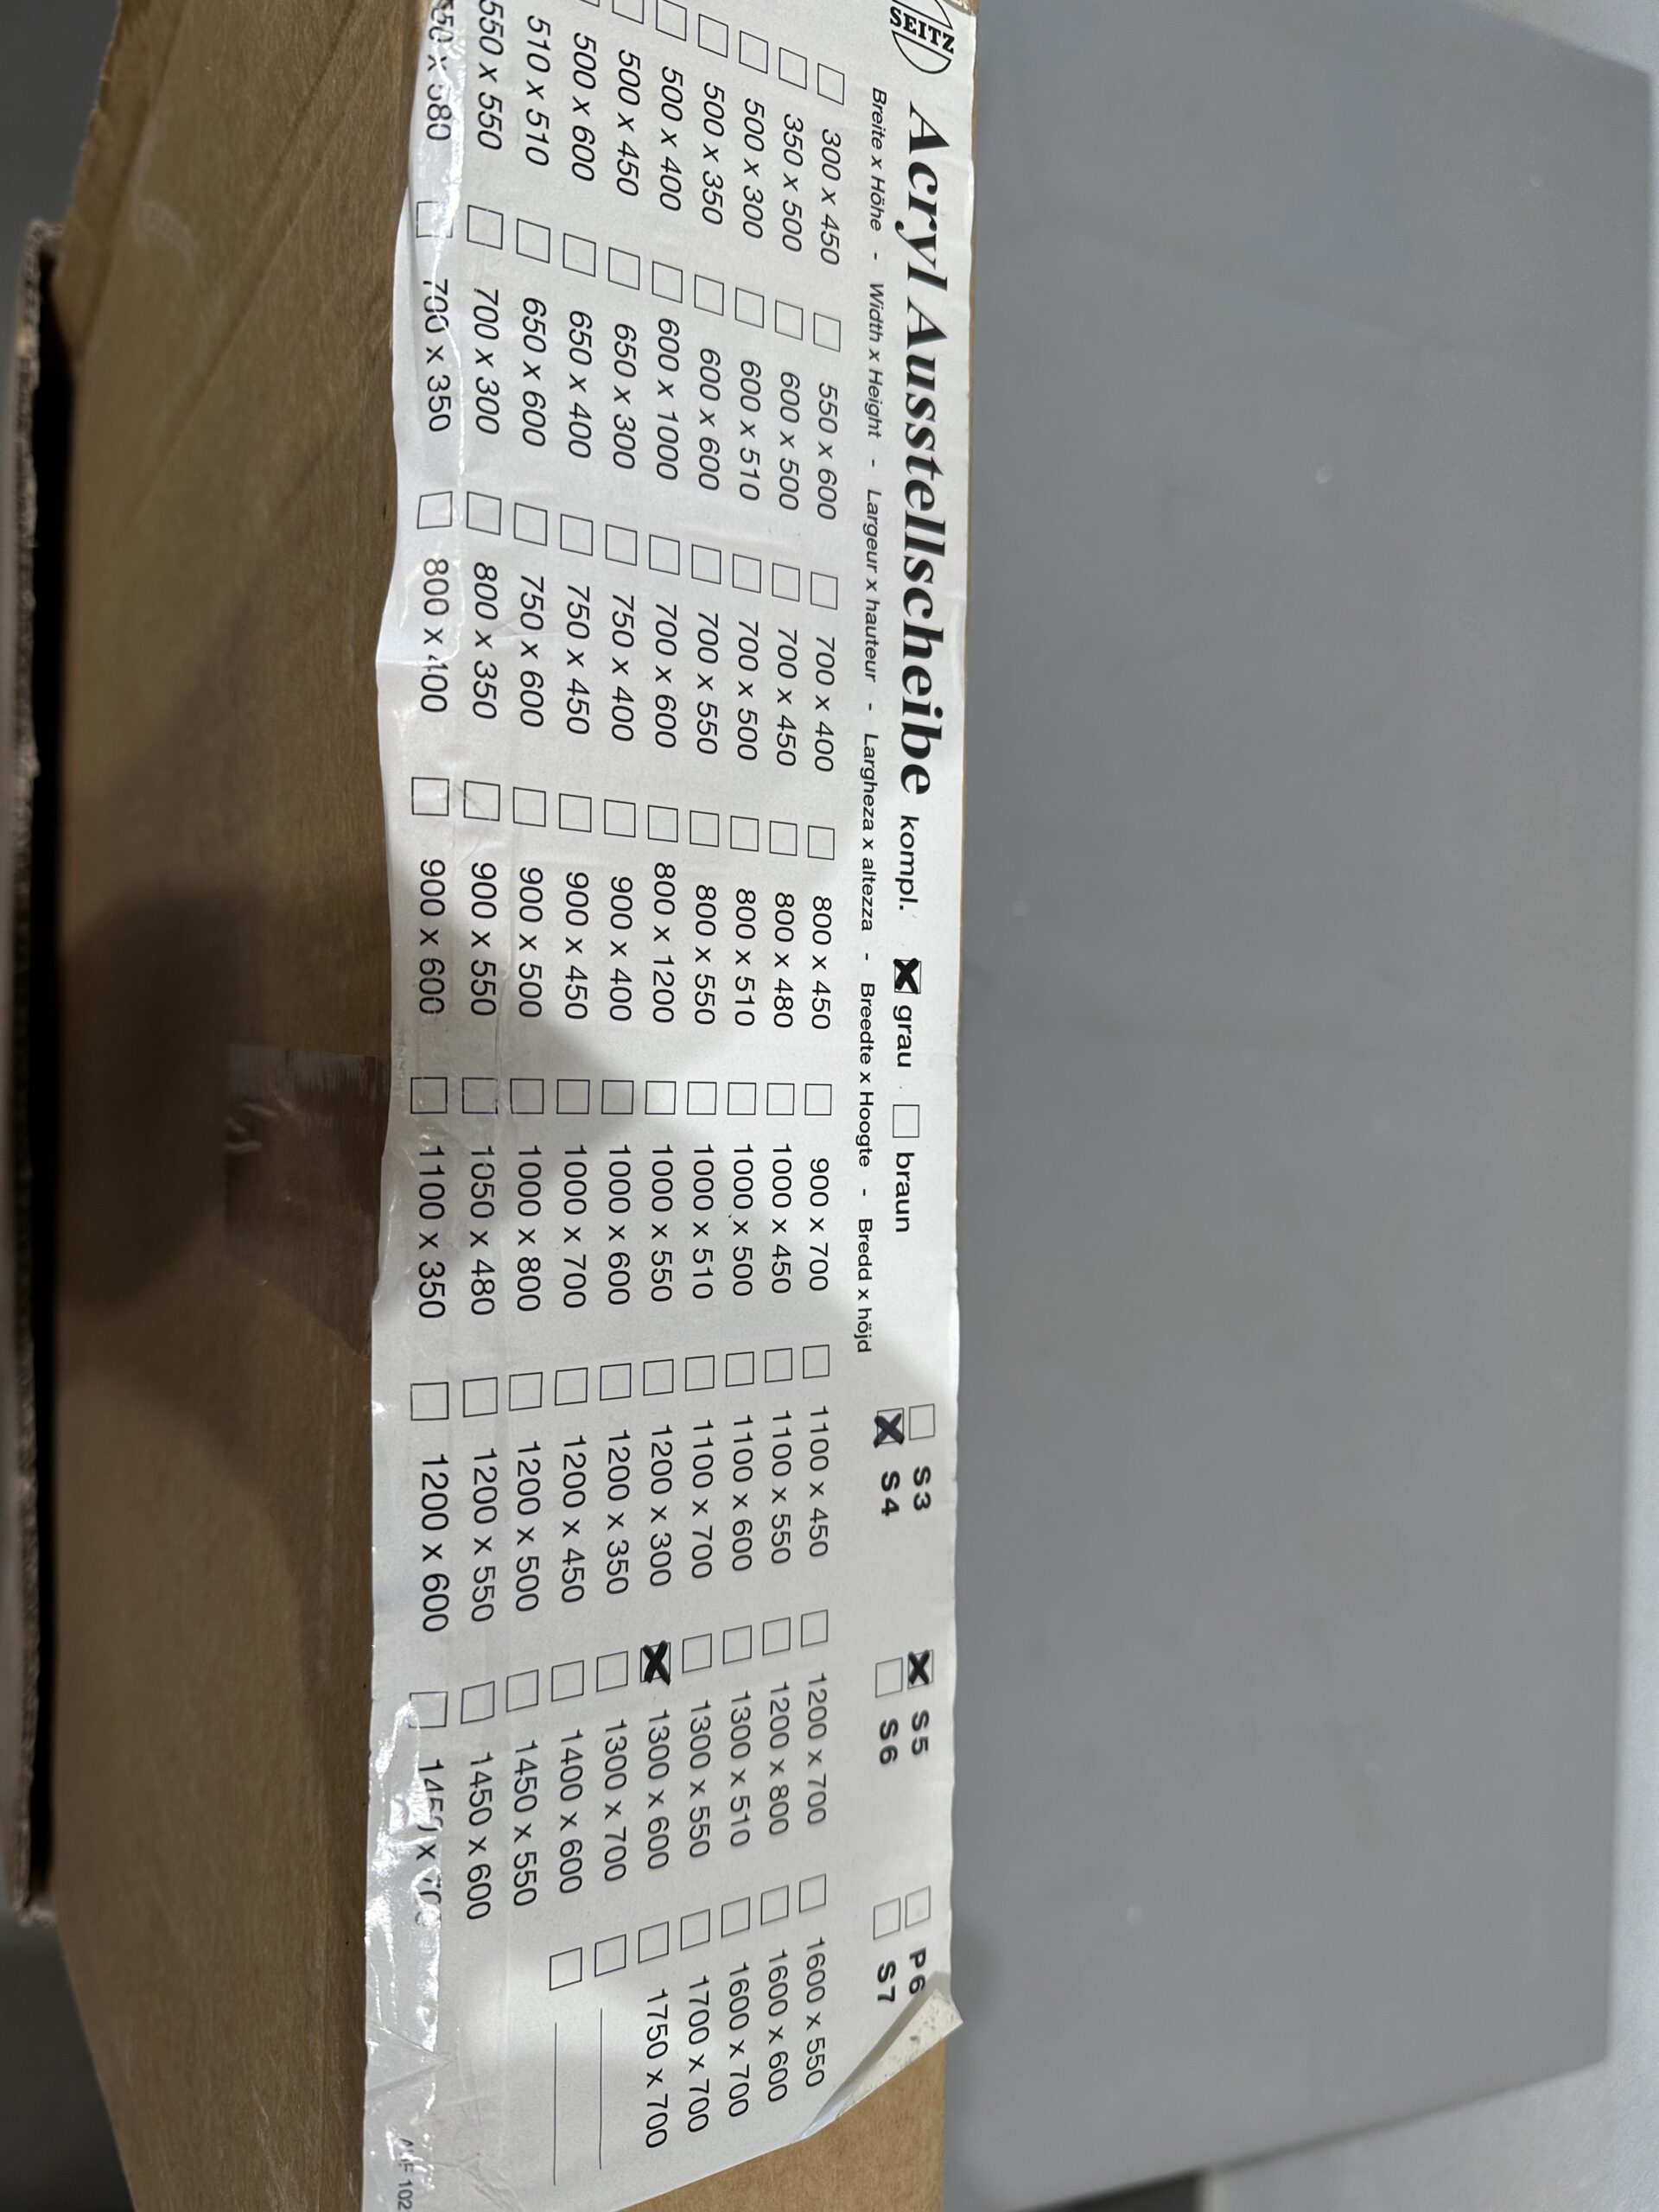 SEITZ Acryl Ausstellscheibe kompl. ☒ grau ☐ braun ☐ S3 ☒ S5 ☐ P6
☒ S4 ☐ S6 ☐ S7
Breite x Höhe - Width x Height - Largeur x hauteur - Largheza x altezza - Breedte x Hoogte - Bredd x höjd
☐ 300 x 450 ☐ 550 x 600 ☐ 700 x 400 ☐ 800 x 450 ☐ 900 x 700 ☐ 1100 x 450 ☐ 1200 x 700 ☐ 1600 x 550
☐ 350 x 500 ☐ 600 x 500 ☐ 700 x 450 ☐ 800 x 480 ☐ 1000 x 450 ☐ 1100 x 550 ☐ 1200 x 800 ☐ 1600 x 600
☐ 500 x 300 ☐ 600 x 510 ☐ 700 x 500 ☐ 800 x 510 ☐ 1000 x 500 ☐ 1100 x 600 ☐ 1300 x 510 ☐ 1600 x 700
☐ 500 x 350 ☐ 600 x 600 ☐ 700 x 550 ☐ 800 x 550 ☐ 1000 x 510 ☐ 1100 x 700 ☐ 1300 x 550 ☐ 1700 x 700
☐ 500 x 400 ☐ 600 x 1000 ☐ 700 x 600 ☐ 800 x 1200 ☐ 1000 x 550 ☐ 1200 x 300 ☒ 1300 x 600 ☐ 1750 x 700
☐ 500 x 450 ☐ 650 x 300 ☐ 750 x 400 ☐ 900 x 400 ☐ 1000 x 600 ☐ 1200 x 350 ☐ 1300 x 700 ☐
500 x 600 ☐ 650 x 400 ☐ 750 x 450 ☐ 900 x 450 ☐ 1000 x 700 ☐ 1200 x 450 ☐ 1400 x 600 ☐
510 x 510 ☐ 650 x 600 ☐ 750 x 600 ☐ 900 x 500 ☐ 1000 x 800 ☐ 1200 x 500 ☐ 1450 x 550
550 x 550 ☐ 700 x 300 ☐ 800 x 350 ☐ 900 x 550 ☐ 1050 x 480 ☐ 1200 x 550 ☐ 1450 x 600
x 580 ☐ 700 x 350 ☐ 800 x 400 ☐ 900 x 600 ☐ 1100 x 350 ☐ 1200 x 600 ☐ x
102